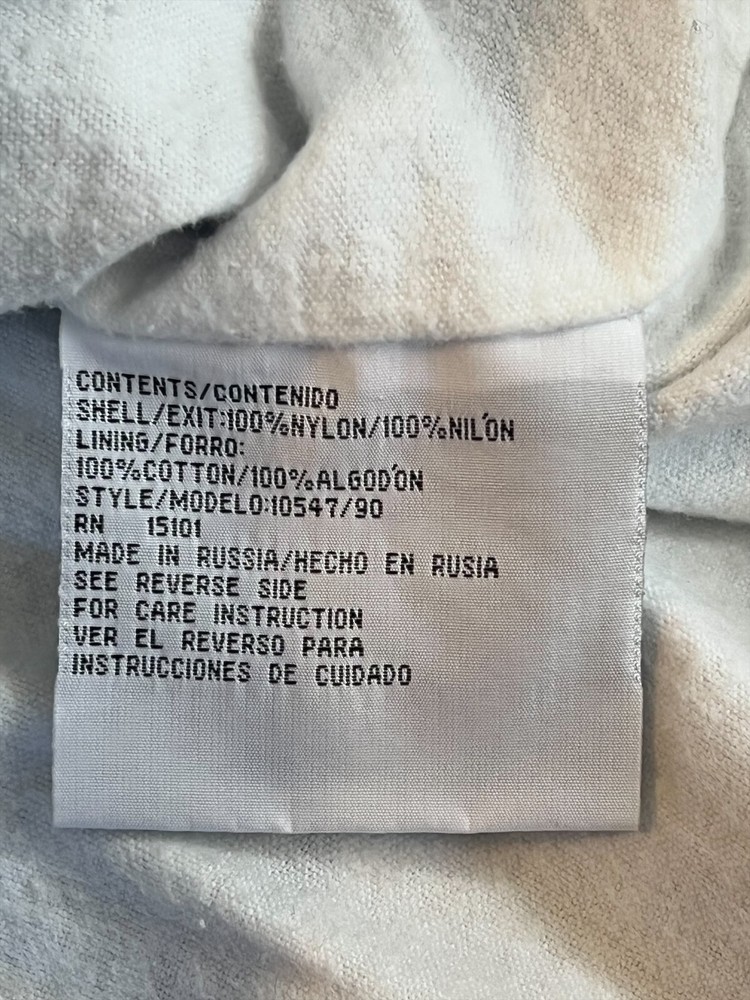 CONTENTS/CONTENIDO
SHELL/EXIT:100%NYLON/100%NIL'ON
LINING/FORRO:
100%COTTON/100%ALGOD'ON
STYLE/MODELO:10547/90
RN 15101
MADE IN RUSSIA/HECHO EN RUSIA
SEE REVERSE SIDE
FOR CARE INSTRUCTION
VER EL REVERSO PARA
INSTRUCCIONES DE CUIDADO